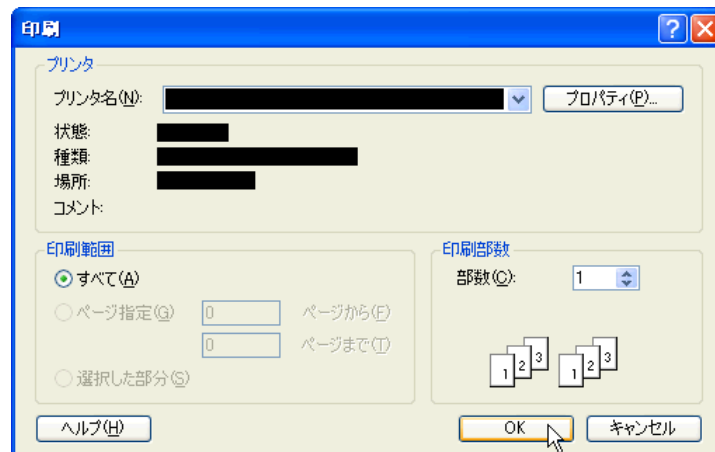 印刷
プリンタ
プリンタ名(N):
プロパティ(P)...
状態:
種類:
場所:
コメント:
印刷範囲
すべて(A)
ページ指定(G) 0 ページから(F)
0 ページまで(T)
選択した部分(S)
印刷部数
部数(C): 1
1 2 3 1 2 3
ヘルプ(H)
OK
キャンセル